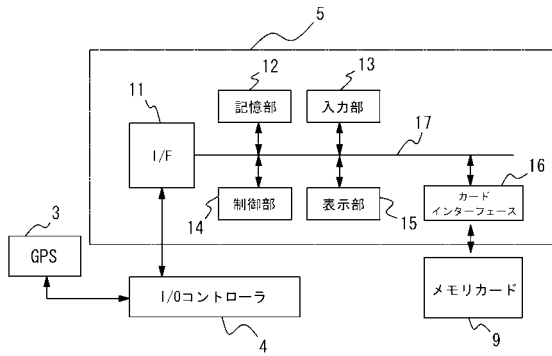 5
12
13
11
記憶部
入力部
17
I/F
16
3
14
制御部
表示部
15
カード
インターフェース
GPS
I/Oコントローラ
メモリカード
4
9